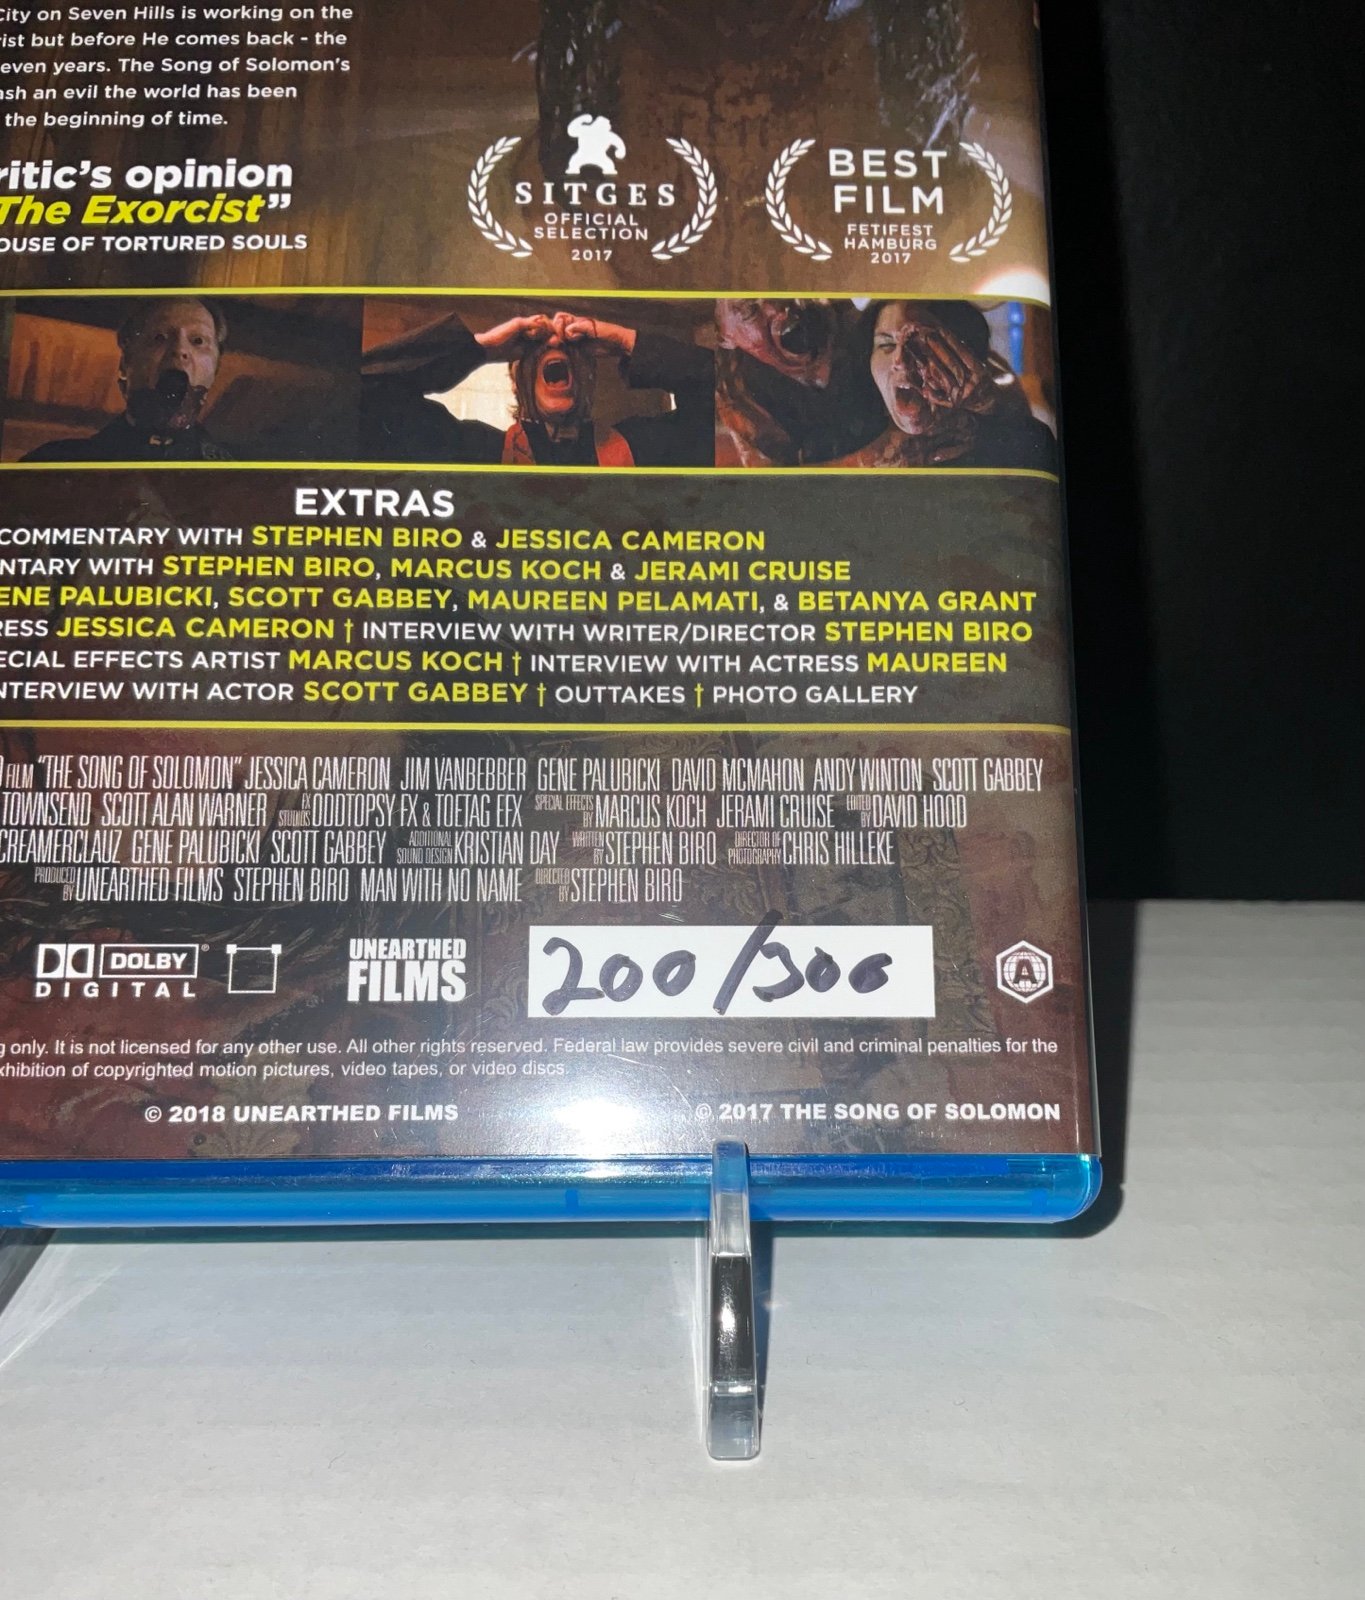 City on Seven Hills is working on the
rist but before He comes back - the
even years. The Song of Solomon's
ash an evil the world has been
the beginning of time.
ritic's opinion
The Exorcist"
OUSE OF TORTURED SOULS
SITGES
OFFICIAL
SELECTION
2017
BEST
FILM
FETIFEST
HAMBURG
2017
EXTRAS
COMMENTARY WITH STEPHEN BIRO & JESSICA CAMERON
NTARY WITH STEPHEN BIRO, MARCUS KOCH & JERAMI CRUISE
ENE PALUBICKI, SCOTT GABBEY, MAUREEN PELAMATI, & BETANYA GRANT
RESS JESSICA CAMERON † INTERVIEW WITH WRITER/DIRECTOR STEPHEN BIRO
ECIAL EFFECTS ARTIST MARCUS KOCH † INTERVIEW WITH ACTRESS MAUREEN
NTERVIEW WITH ACTOR SCOTT GABBEY † OUTTAKES † PHOTO GALLERY
FILM "THE SONG OF SOLOMON" JESSICA CAMERON JIM VANBEBBER GENE PALUBICKI DAVID MCMAHON ANDY WINTON SCOTT GABBEY
TOWNSEND SCOTT ALAN WARNER FX STUDIOS ODDTOPSY FX & TOETAG EFX SPECIAL EFFECTS BY MARCUS KOCH JERAMI CRUISE EDITED BY DAVID HOOD
CREAMERCLAUZ GENE PALUBICKI SCOTT GABBEY ADDITIONAL SOUND DESIGN KRISTIAN DAY WRITTEN BY STEPHEN BIRO DIRECTOR OF PHOTOGRAPHY CHRIS HILLEKE
PRODUCED BY UNEARTHED FILMS STEPHEN BIRO MAN WITH NO NAME DIRECTED BY STEPHEN BIRO
DOLBY
DIGITAL
UNEARTHED
FILMS
200/300
A
g only. It is not licensed for any other use. All other rights reserved. Federal law provides severe civil and criminal penalties for the
xhibition of copyrighted motion pictures, video tapes, or video discs.
© 2018 UNEARTHED FILMS
© 2017 THE SONG OF SOLOMON